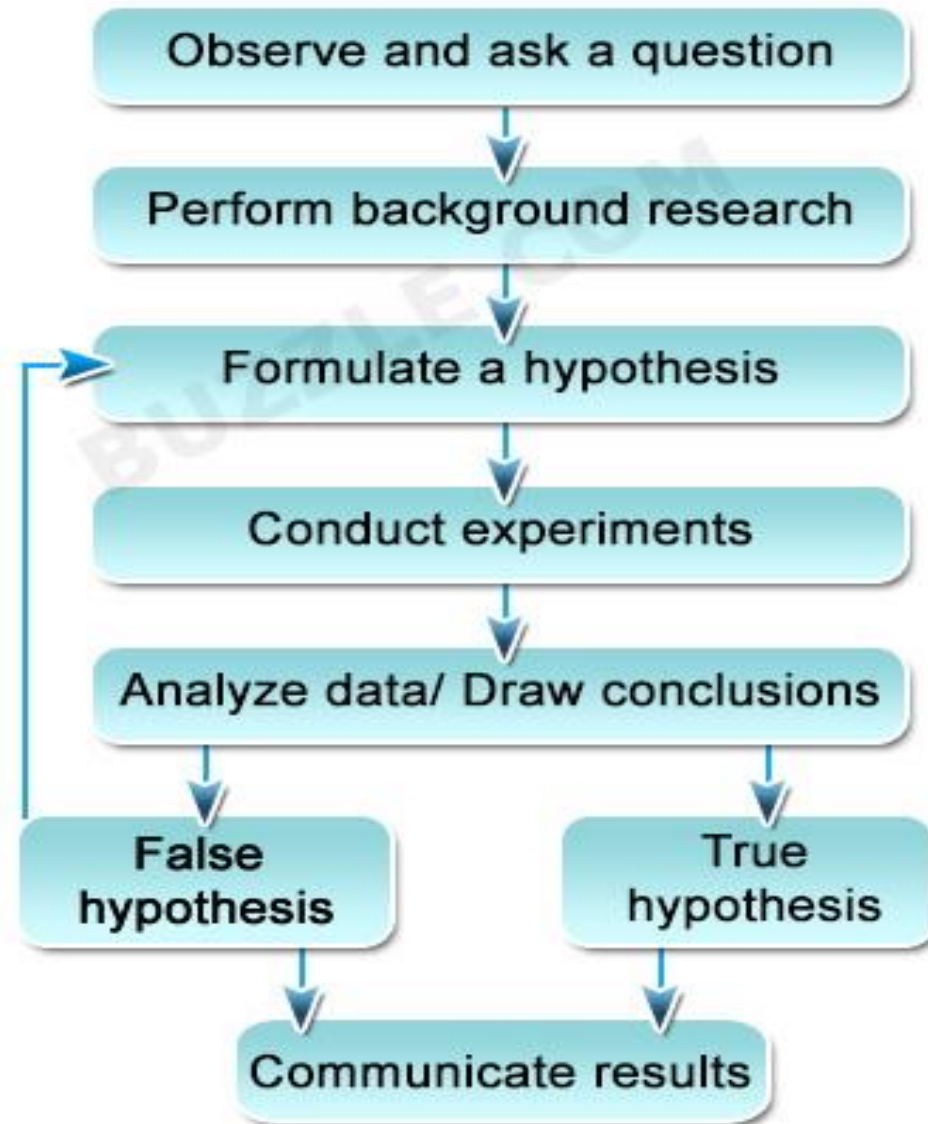 Observe and ask a question
Perform background research
Formulate a hypothesis
Conduct experiments
Analyze data/ Draw conclusions
False
hypothesis
True
hypothesis
Communicate results
BUZZLE.COM